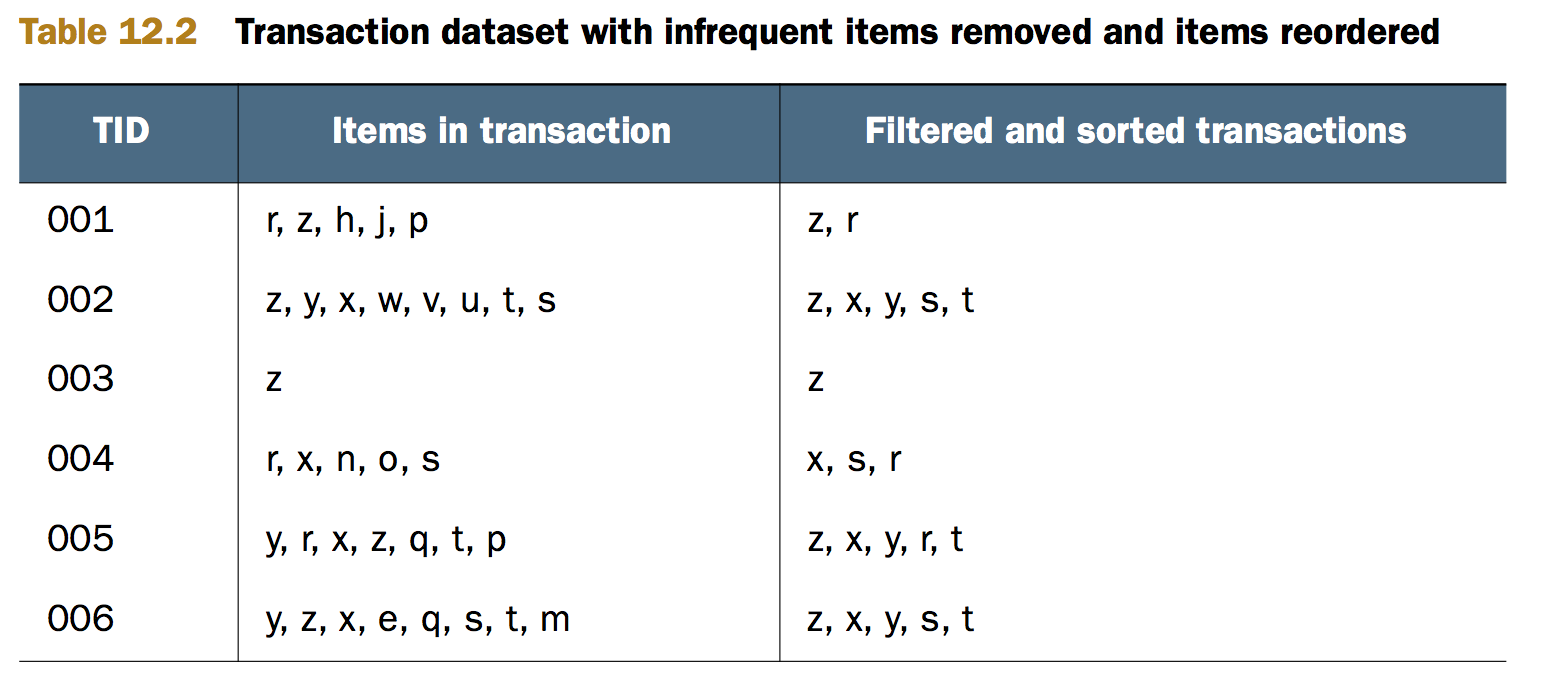 Table 12.2 Transaction dataset with infrequent items removed and items reordered
TID Items in transaction Filtered and sorted transactions
001 r, z, h, j, p z, r
002 z, y, x, w, v, u, t, s z, x, y, s, t
003 z z
004 r, x, n, o, s x, s, r
005 y, r, x, z, q, t, p z, x, y, r, t
006 y, z, x, e, q, s, t, m z, x, y, s, t